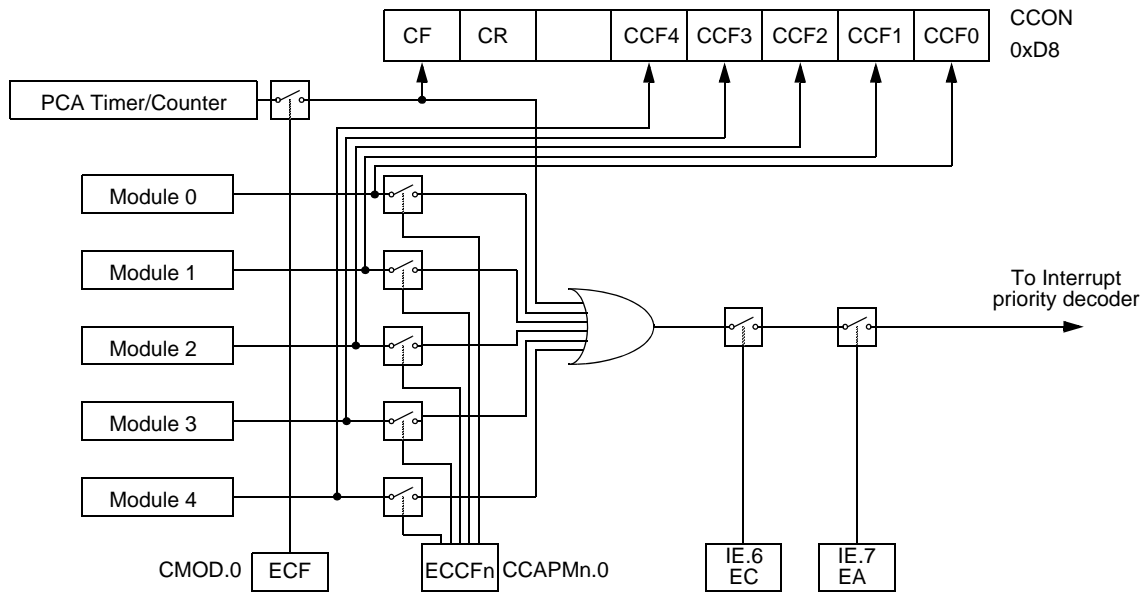 CF CR CCF4 CCF3 CCF2 CCF1 CCF0
CCON
0xD8
PCA Timer/Counter
Module 0
Module 1
Module 2
Module 3
Module 4
To Interrupt
priority decoder
CMOD.0 ECF
ECCFn CCAPMn.0
IE.6
EC
IE.7
EA